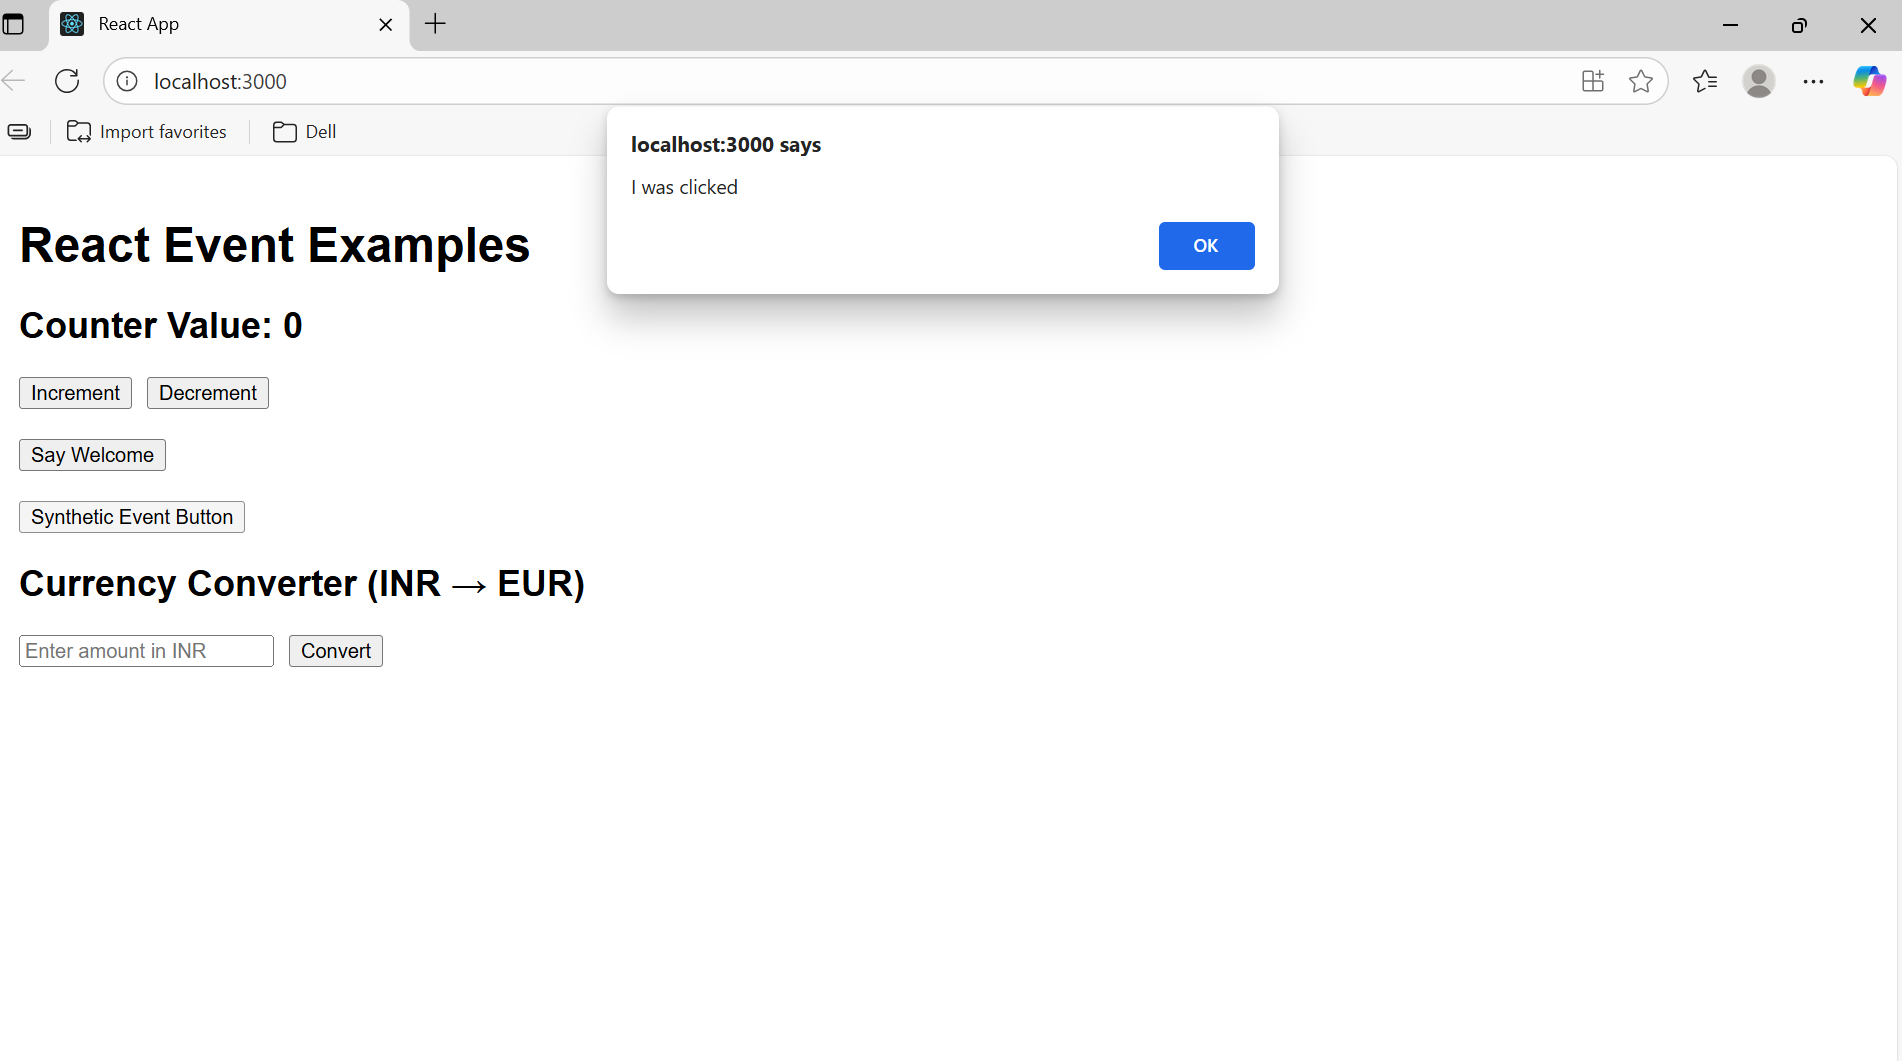 React App
localhost:3000
Import favorites
Dell
localhost:3000 says
I was clicked
OK
React Event Examples
Counter Value: 0
Increment Decrement
Say Welcome
Synthetic Event Button
Currency Converter (INR → EUR)
Enter amount in INR Convert